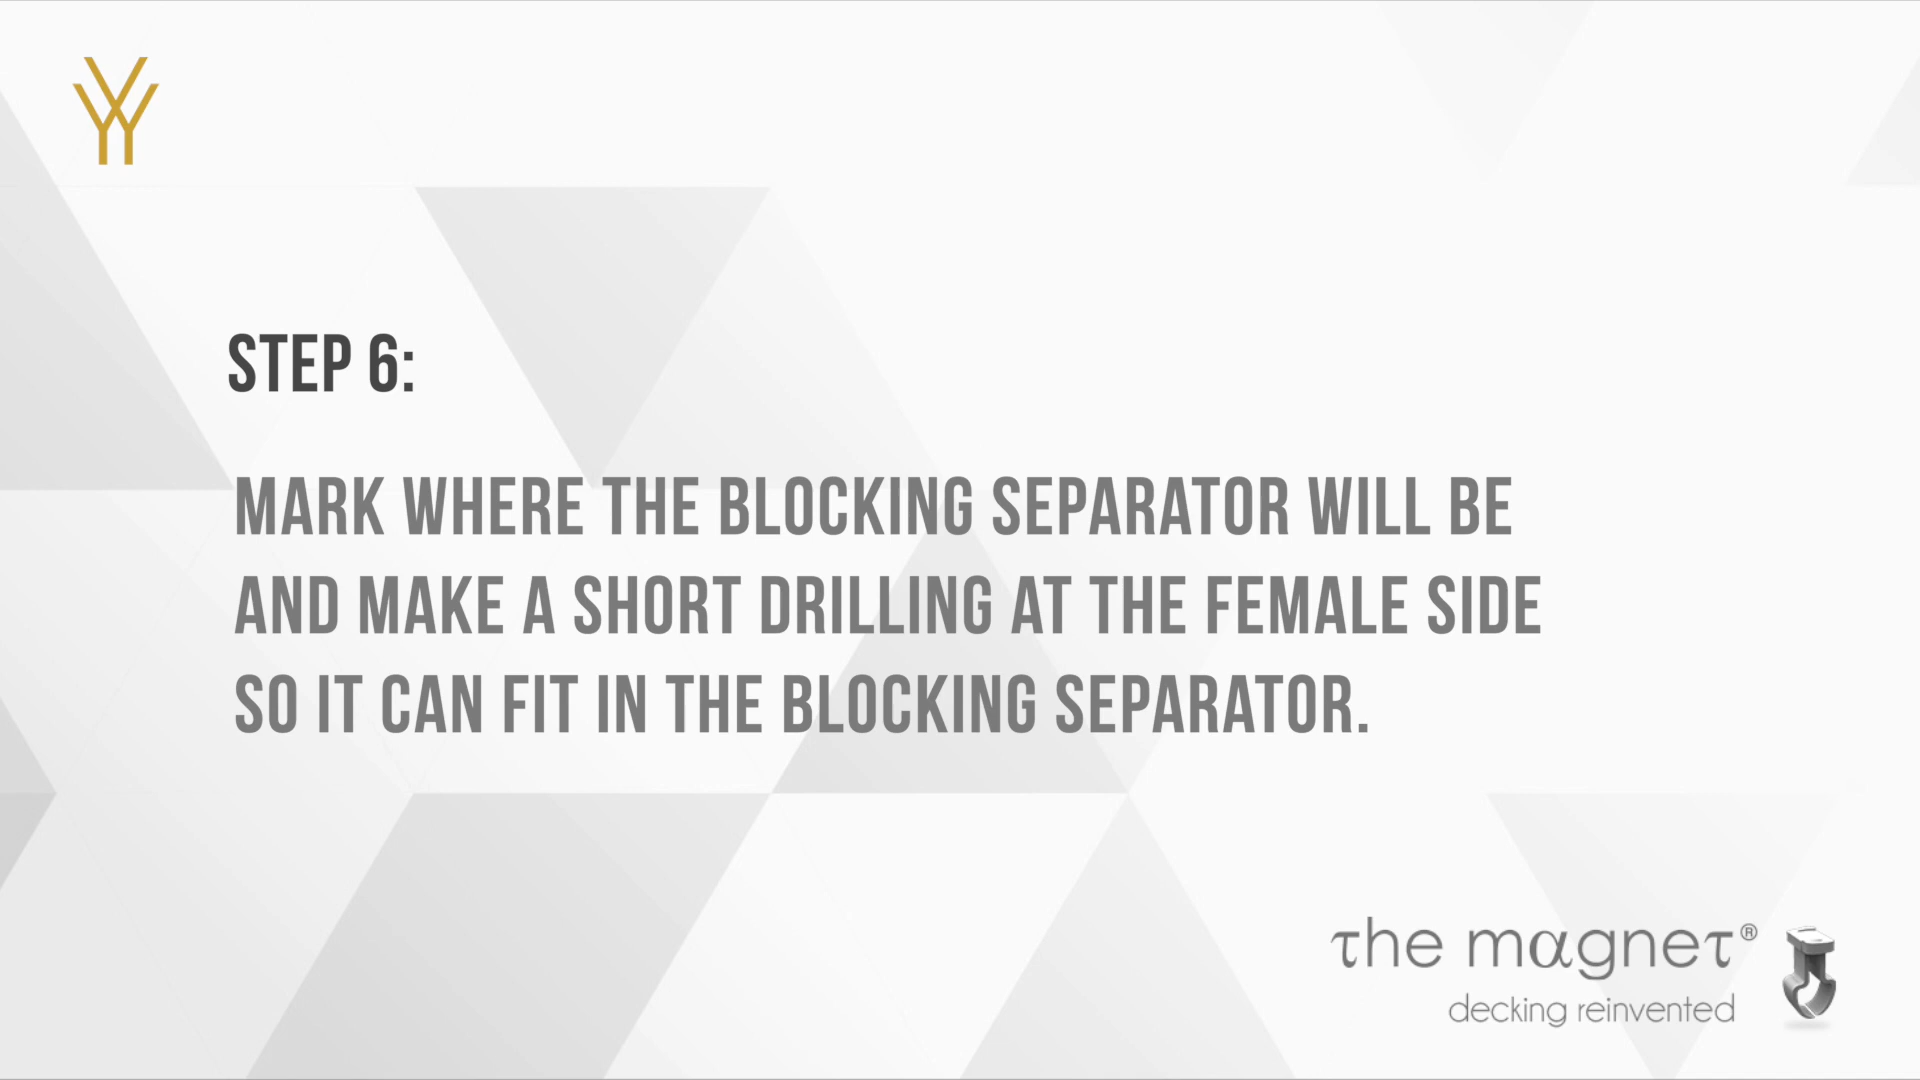 STEP 6:
MARK WHERE THE BLOCKING SEPARATOR WILL BE
AND MAKE A SHORT DRILLING AT THE FEMALE SIDE
SO IT CAN FIT IN THE BLOCKING SEPARATOR.
the magnet®
decking reinvented